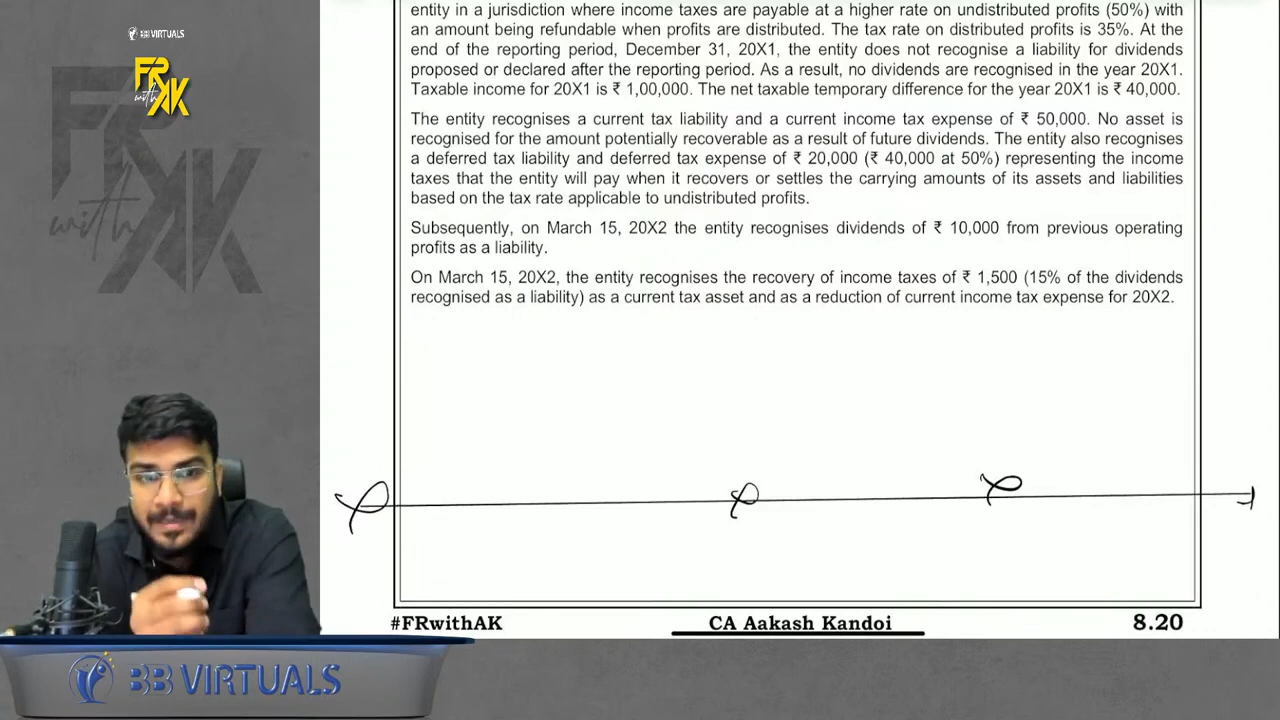 BB VIRTUALS
FR
with
AK
FR
with
AK
entity in a jurisdiction where income taxes are payable at a higher rate on undistributed profits (50%) with
an amount being refundable when profits are distributed. The tax rate on distributed profits is 35%. At the
end of the reporting period, December 31, 20X1, the entity does not recognise a liability for dividends
proposed or declared after the reporting period. As a result, no dividends are recognised in the year 20X1.
Taxable income for 20X1 is ₹ 1,00,000. The net taxable temporary difference for the year 20X1 is ₹ 40,000.
The entity recognises a current tax liability and a current income tax expense of ₹ 50,000. No asset is
recognised for the amount potentially recoverable as a result of future dividends. The entity also recognises
a deferred tax liability and deferred tax expense of ₹ 20,000 (₹ 40,000 at 50%) representing the income
taxes that the entity will pay when it recovers or settles the carrying amounts of its assets and liabilities
based on the tax rate applicable to undistributed profits.
Subsequently, on March 15, 20X2 the entity recognises dividends of ₹ 10,000 from previous operating
profits as a liability.
On March 15, 20X2, the entity recognises the recovery of income taxes of ₹ 1,500 (15% of the dividends
recognised as a liability) as a current tax asset and as a reduction of current income tax expense for 20X2.
#FRwithAK
CA Aakash Kandoi
8.20
BB VIRTUALS